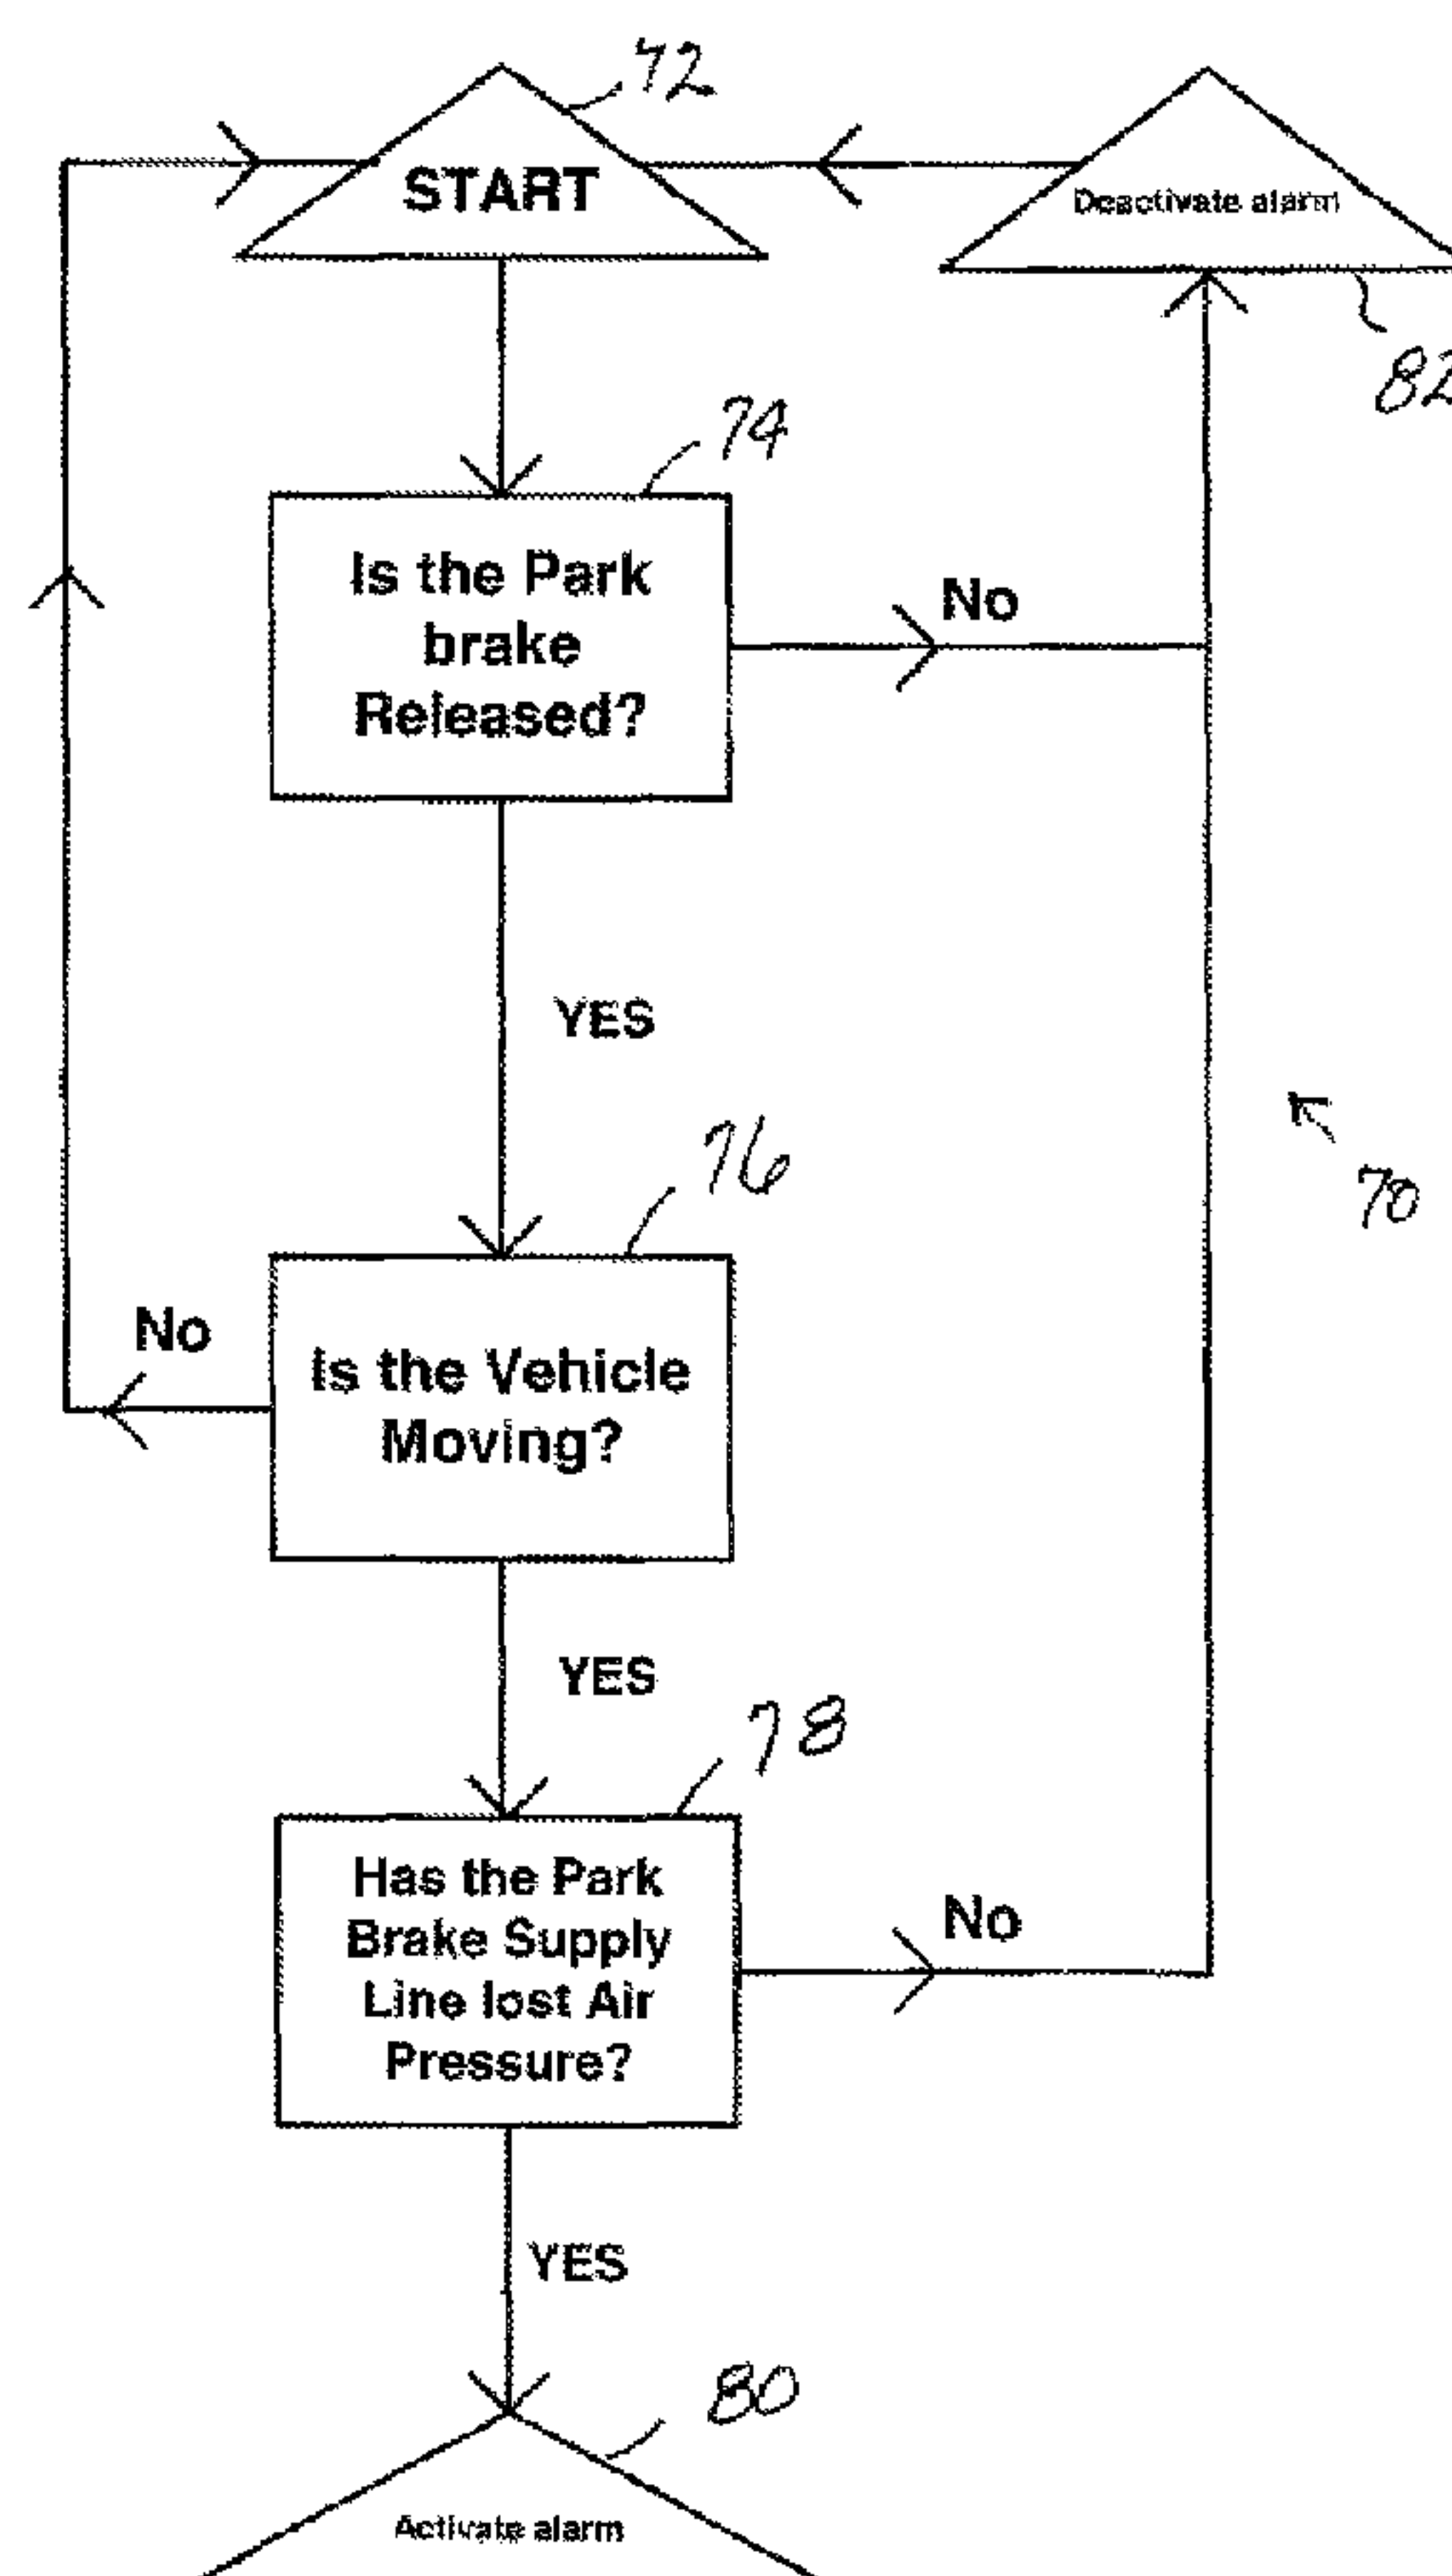 72
START
Deactivate alarm
82
74
Is the Park
brake
Released?
No
YES
76
70
No
Is the Vehicle
Moving?
YES
78
Has the Park
Brake Supply
Line lost Air
Pressure?
No
YES
80
Activate alarm